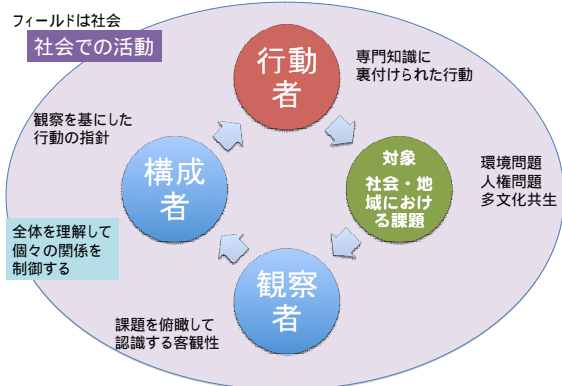 フィールドは社会
社会での活動
行動
者
専門知識に
裏付けられた行動
観察を基にした
行動の指針
構成
者
対象
社会・地
域におけ
る課題
環境問題
人権問題
多文化共生
全体を理解して
個々の関係を
制御する
観察
者
課題を俯瞰して
認識する客観性